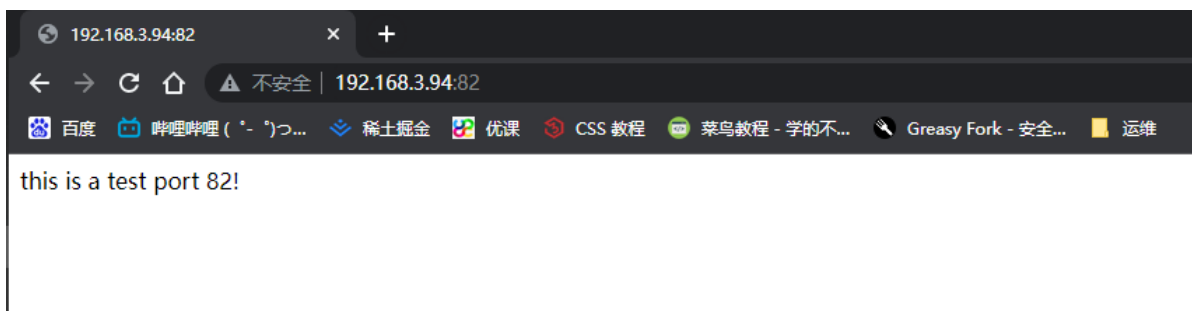 192.168.3.94:82
不安全 192.168.3.94:82
百度 哔哩哔哩 ( ゜- ゜)つ... 稀土掘金 优课 CSS 教程 菜鸟教程 - 学的不... Greasy Fork - 安全... 运维
this is a test port 82!